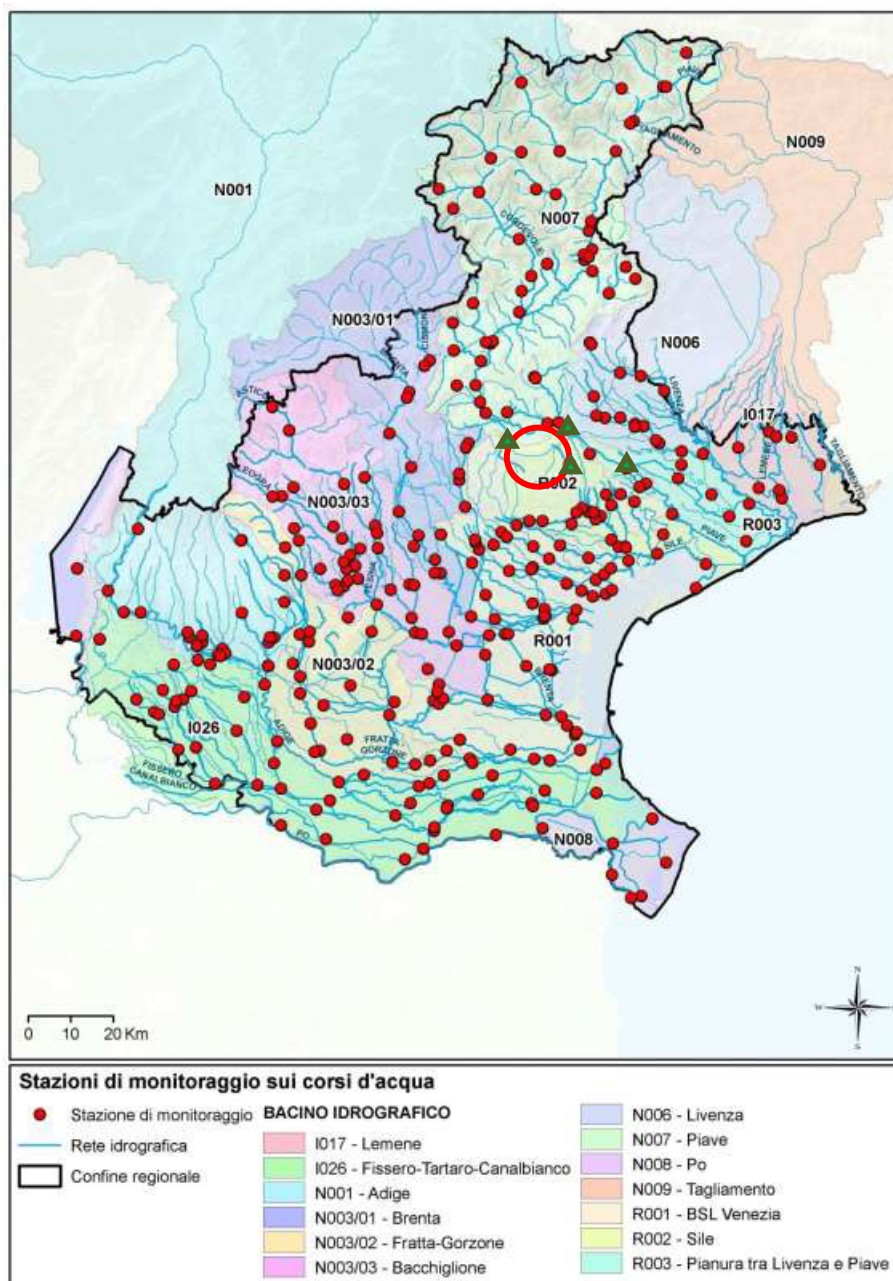 PIAVE
TAGLIAMENTO
N009
N001
N007
CORDEVOLE
N003/01
CISMON
BRENTA
N006
LIVENZA
ASTICO
I017
LEMENE
TAGLIAMENTO
LEOGRA
N003/03
R002
R003
PIAVE
SILE
TESINA
R001
N003/02
BRENTA
I026
ADIGE
FRATTA
GORZONE
FISSERO
CANALBIANCO
PO
N008
N
W
S
0 10 20 Km
Stazioni di monitoraggio sui corsi d'acqua
Stazione di monitoraggio
Rete idrografica
Confine regionale
BACINO IDROGRAFICO
I017 - Lemene
I026 - Fissero-Tartaro-Canalbianco
N001 - Adige
N003/01 - Brenta
N003/02 - Fratta-Gorzone
N003/03 - Bacchiglione
N006 - Livenza
N007 - Piave
N008 - Po
N009 - Tagliamento
R001 - BSL Venezia
R002 - Sile
R003 - Pianura tra Livenza e Piave